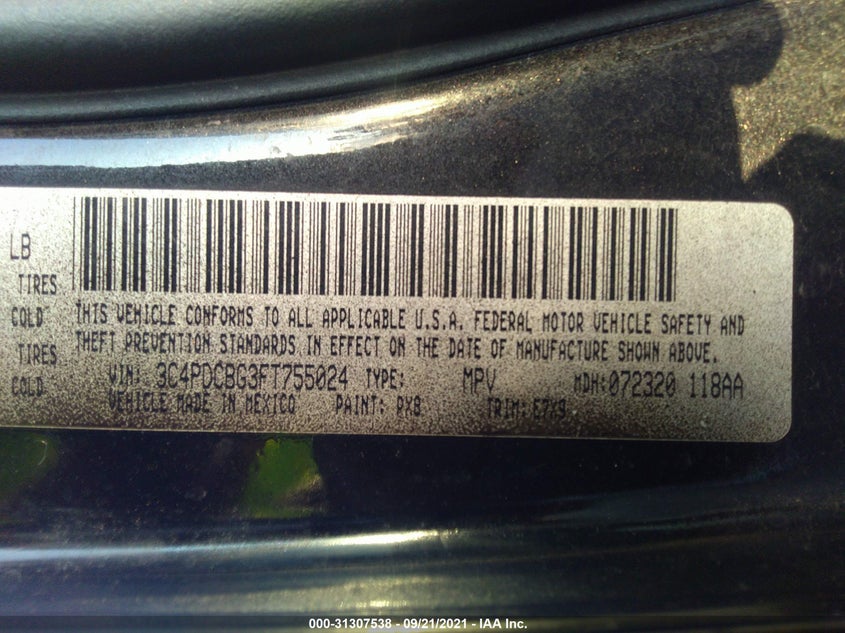 LB
TIRES
COLD
TIRES
COLD
THIS VEHICLE CONFORMS TO ALL APPLICABLE U.S.A. FEDERAL MOTOR VEHICLE SAFETY AND
THEFT PREVENTION STANDARDS IN EFFECT ON THE DATE OF MANUFACTURE SHOWN ABOVE.
VIN: 3C4PDCBG3FT755024 TYPE: MPV MDH:072320 118AA
VEHICLE MADE IN MEXICO PAINT: PX8 TRIM: E7X9
000-31307538 - 09/21/2021 - IAA Inc.